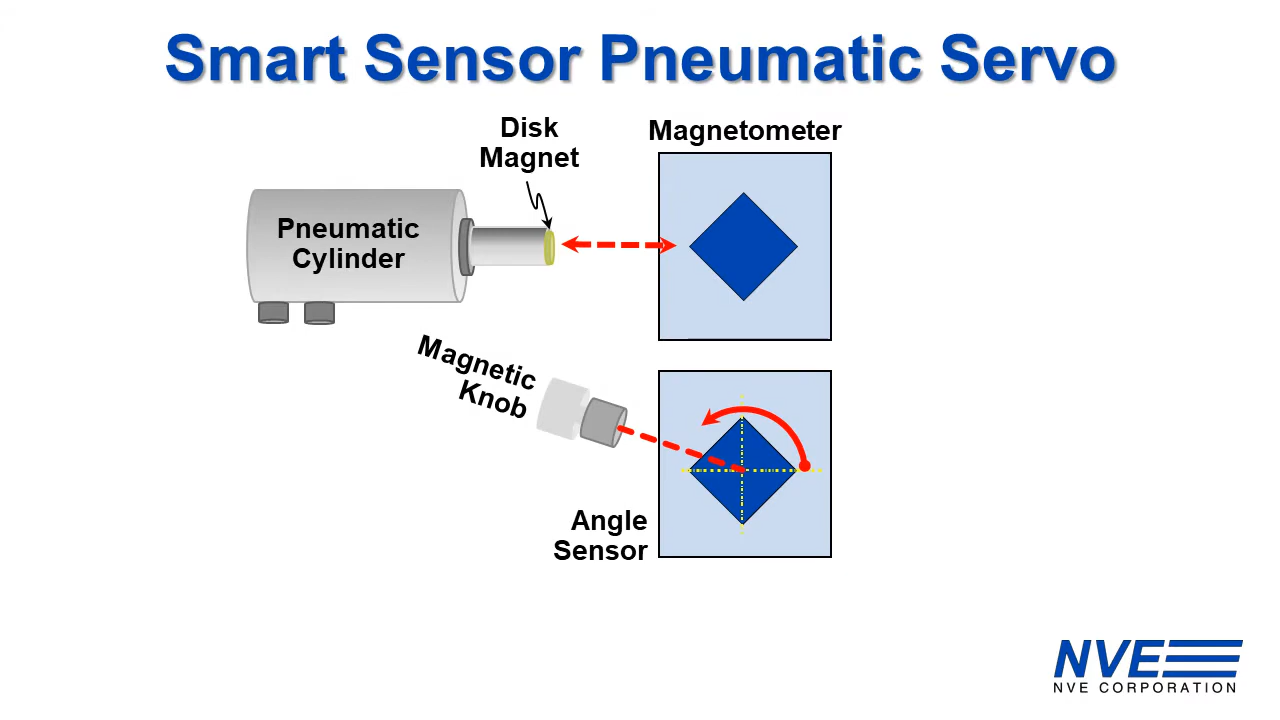 Smart Sensor Pneumatic Servo
Disk
Magnet
Magnetometer
Pneumatic
Cylinder
Magnetic
Knob
Angle
Sensor
NVE
NVE CORPORATION